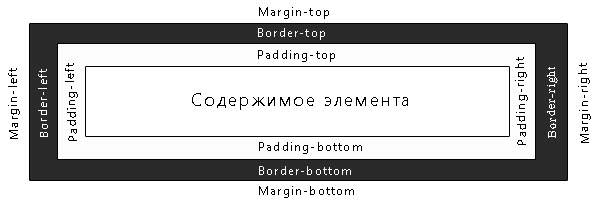 Margin-top
Border-top
Padding-top
Margin-left
Border-left
Padding-left
Содержимое элемента
Padding-right
Border-right
Margin-right
Padding-bottom
Border-bottom
Margin-bottom